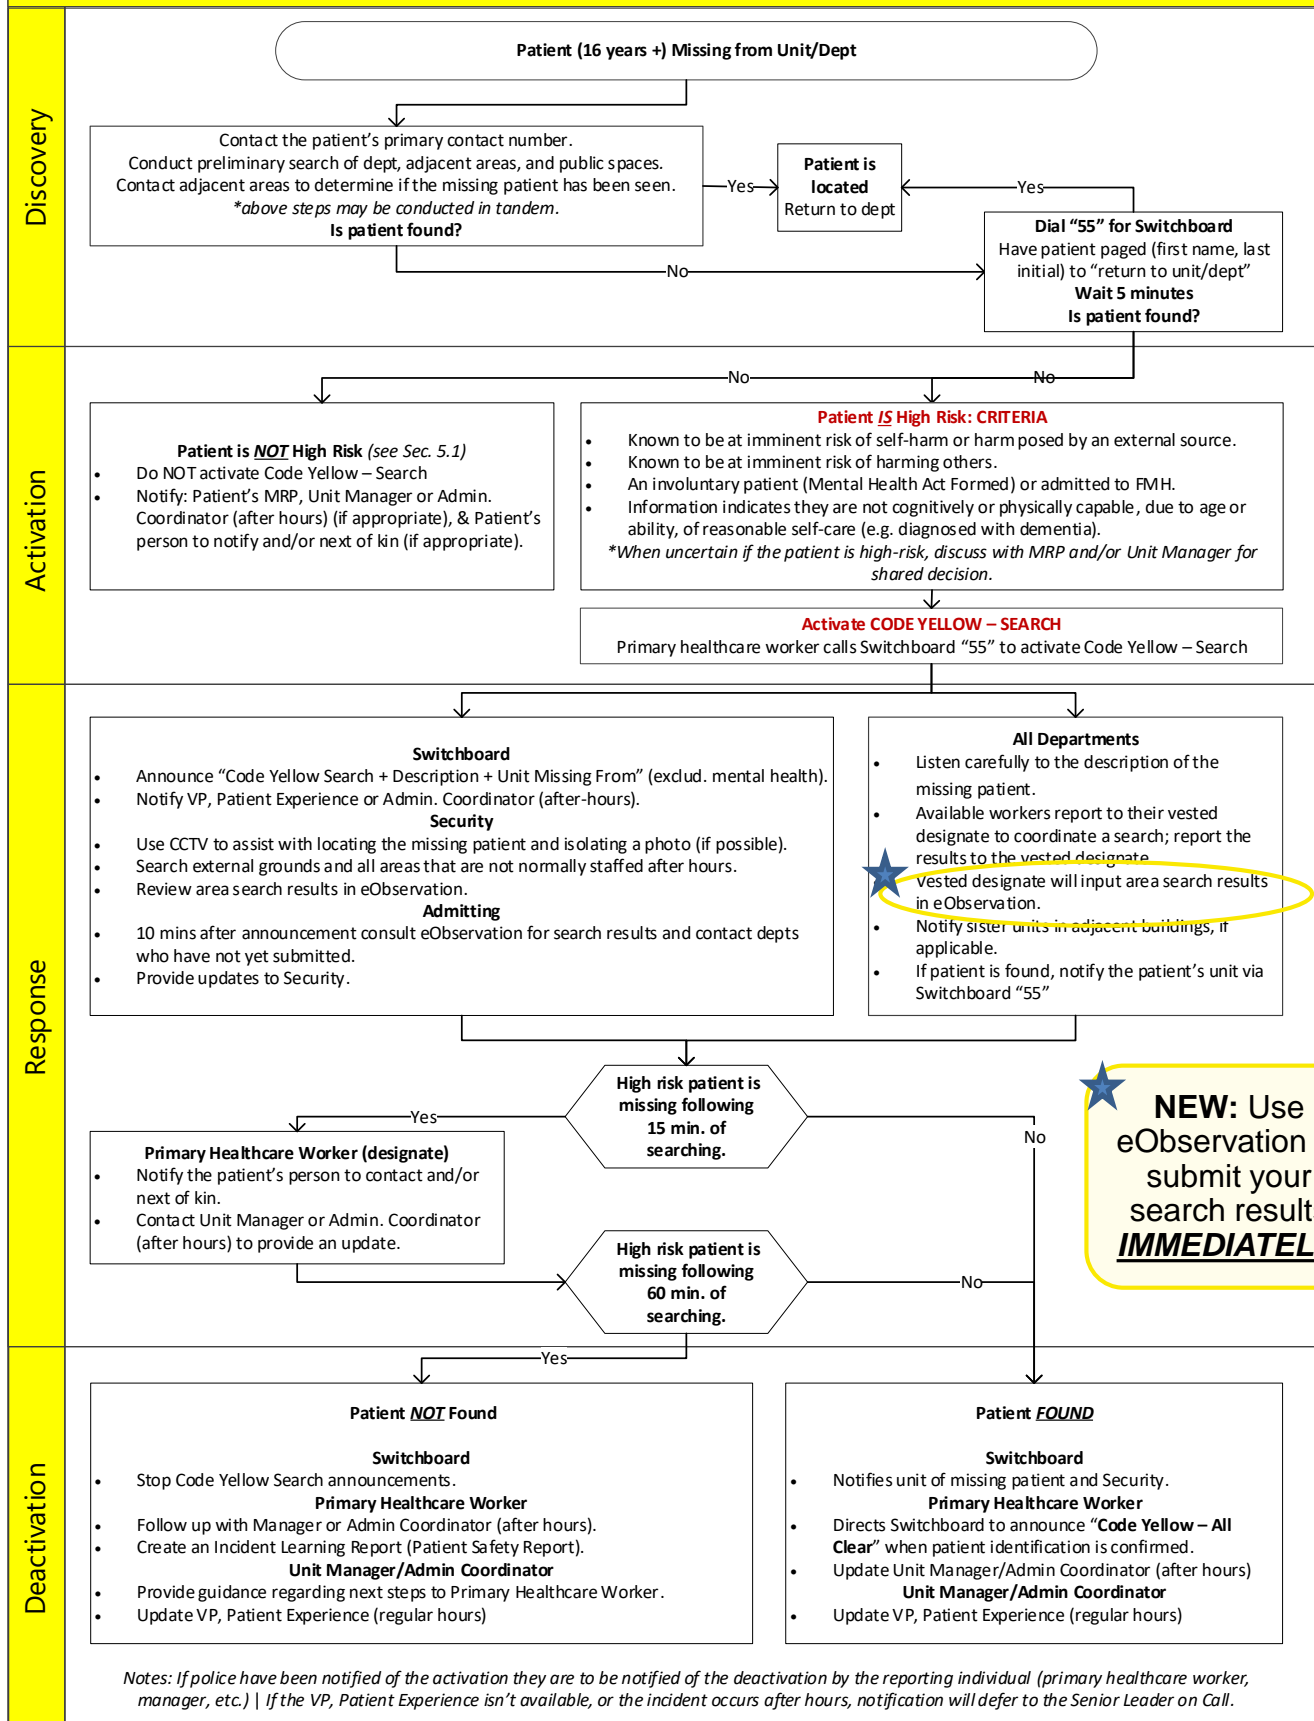 Discovery
Patient (16 years +) Missing from Unit/Dept
Contact the patient's primary contact number.
Conduct preliminary search of dept, adjacent areas, and public spaces.
Contact adjacent areas to determine if the missing patient has been seen.
*above steps may be conducted in tandem.
Is patient found?
Yes
Patient is
located
Return to dept
Yes
No
Dial "55" for Switchboard
Have patient paged (first name, last
initial) to "return to unit/dept"
Wait 5 minutes
Is patient found?
Activation
No
No
Patient is NOT High Risk (see Sec. 5.1)
• Do NOT activate Code Yellow – Search
• Notify: Patient's MRP, Unit Manager or Admin.
Coordinator (after hours) (if appropriate), & Patient's
person to notify and/or next of kin (if appropriate).
Patient IS High Risk: CRITERIA
• Known to be at imminent risk of self-harm or harm posed by an external source.
• Known to be at imminent risk of harming others.
• An involuntary patient (Mental Health Act Formed) or admitted to FMH.
• Information indicates they are not cognitively or physically capable, due to age or
ability, of reasonable self-care (e.g. diagnosed with dementia).
*When uncertain if the patient is high-risk, discuss with MRP and/or Unit Manager for
shared decision.
Activate CODE YELLOW – SEARCH
Primary healthcare worker calls Switchboard "55" to activate Code Yellow – Search
Response
Switchboard
• Announce "Code Yellow Search + Description + Unit Missing From" (exclud. mental health).
• Notify VP, Patient Experience or Admin. Coordinator (after-hours).
Security
• Use CCTV to assist with locating the missing patient and isolating a photo (if possible).
• Search external grounds and all areas that are not normally staffed after hours.
• Review area search results in eObservation.
Admitting
• 10 mins after announcement consult eObservation for search results and contact depts
who have not yet submitted.
• Provide updates to Security.
All Departments
• Listen carefully to the description of the
missing patient.
• Available workers report to their vested
designate to coordinate a search; report the
results to the vested designate
Vested designate will input area search results
in eObservation.
• Notify sister units in adjacent buildings, if
applicable.
• If patient is found, notify the patient's unit via
Switchboard "55"
High risk patient is
missing following
15 min. of
searching.
Yes
No
Primary Healthcare Worker (designate)
• Notify the patient's person to contact and/or
next of kin.
• Contact Unit Manager or Admin. Coordinator
(after hours) to provide an update.
High risk patient is
missing following
60 min. of
searching.
No
NEW: Use
eObservation
submit your
search result
IMMEDIATEL
Deactivation
Yes
Patient NOT Found
Switchboard
• Stop Code Yellow Search announcements.
Primary Healthcare Worker
• Follow up with Manager or Admin Coordinator (after hours).
• Create an Incident Learning Report (Patient Safety Report).
Unit Manager/Admin Coordinator
• Provide guidance regarding next steps to Primary Healthcare Worker.
• Update VP, Patient Experience (regular hours)
Patient FOUND
Switchboard
• Notifies unit of missing patient and Security.
Primary Healthcare Worker
• Directs Switchboard to announce "Code Yellow – All
Clear" when patient identification is confirmed.
• Update Unit Manager/Admin Coordinator (after hours)
Unit Manager/Admin Coordinator
• Update VP, Patient Experience (regular hours)
Notes: If police have been notified of the activation they are to be notified of the deactivation by the reporting individual (primary healthcare worker,
manager, etc.) | If the VP, Patient Experience isn't available, or the incident occurs after hours, notification will defer to the Senior Leader on Call.